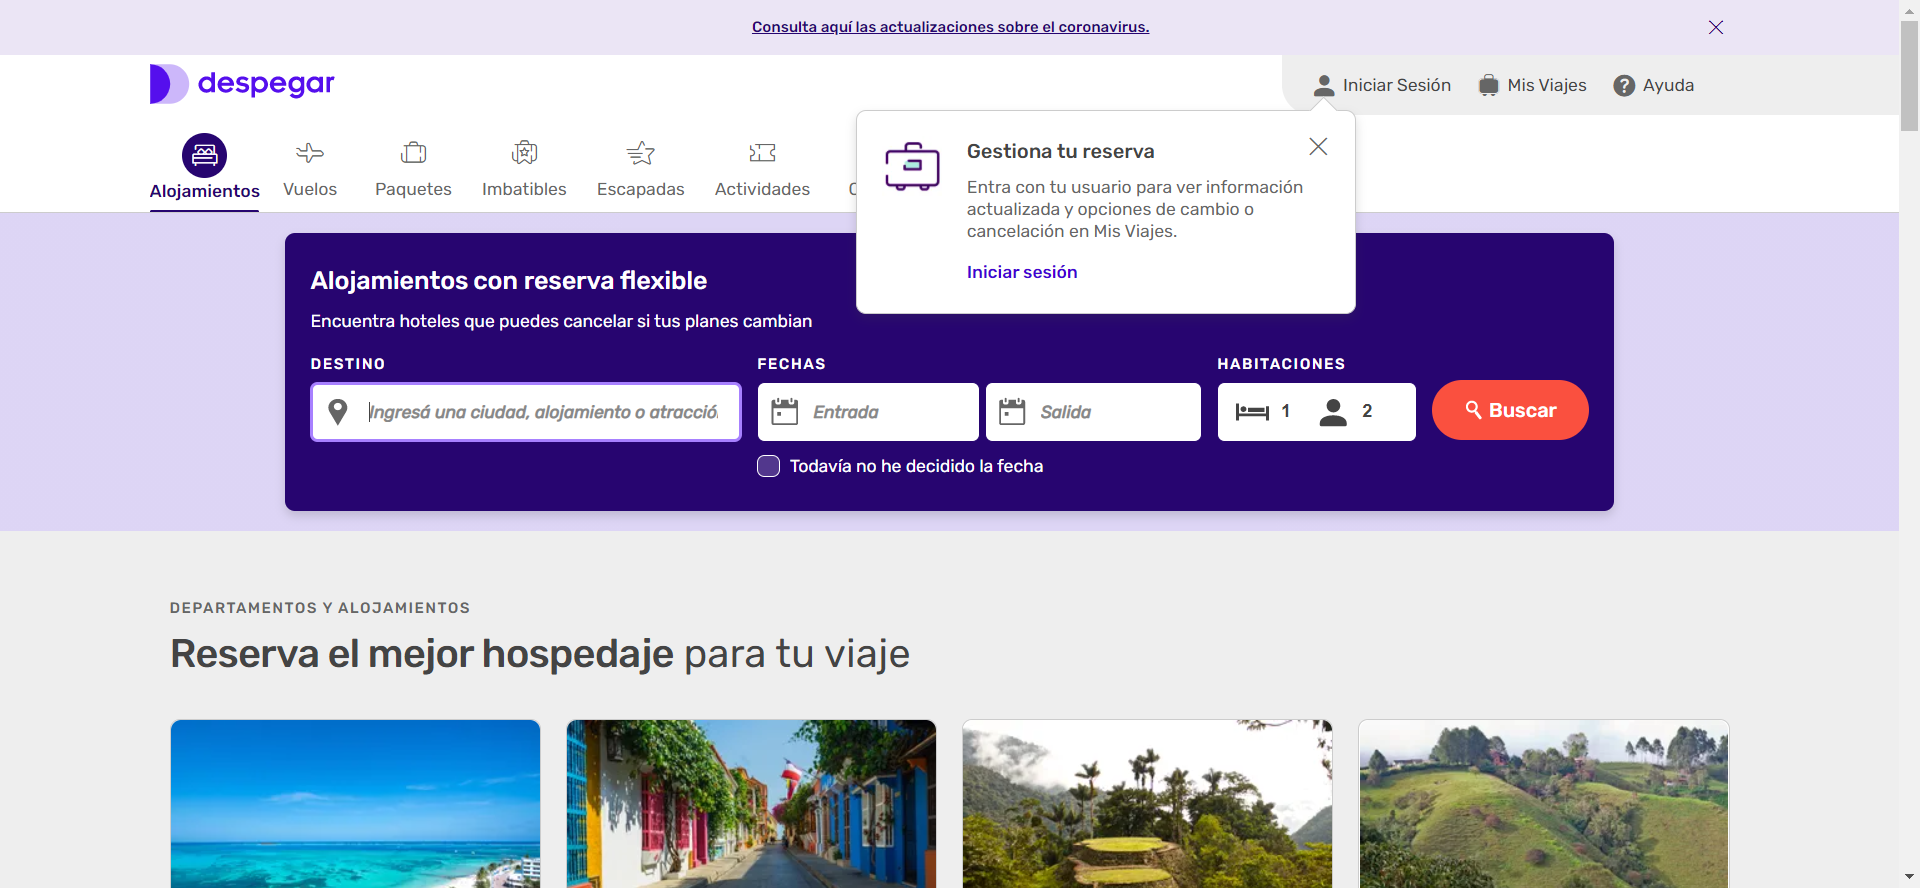 Consulta aquí las actualizaciones sobre el coronavirus.
despegar
Iniciar Sesión
Mis Viajes
Ayuda
Alojamientos
Vuelos
Paquetes
Imbatibles
Escapadas
Actividades
Gestiona tu reserva
Entra con tu usuario para ver información
actualizada y opciones de cambio o
cancelación en Mis Viajes.
Iniciar sesión
Alojamientos con reserva flexible
Encuentra hoteles que puedes cancelar si tus planes cambian
DESTINO
FECHAS
HABITACIONES
Ingresá una ciudad, alojamiento o atracció
Entrada
Salida
1
2
Buscar
Todavía no he decidido la fecha
DEPARTAMENTOS Y ALOJAMIENTOS
Reserva el mejor hospedaje para tu viaje